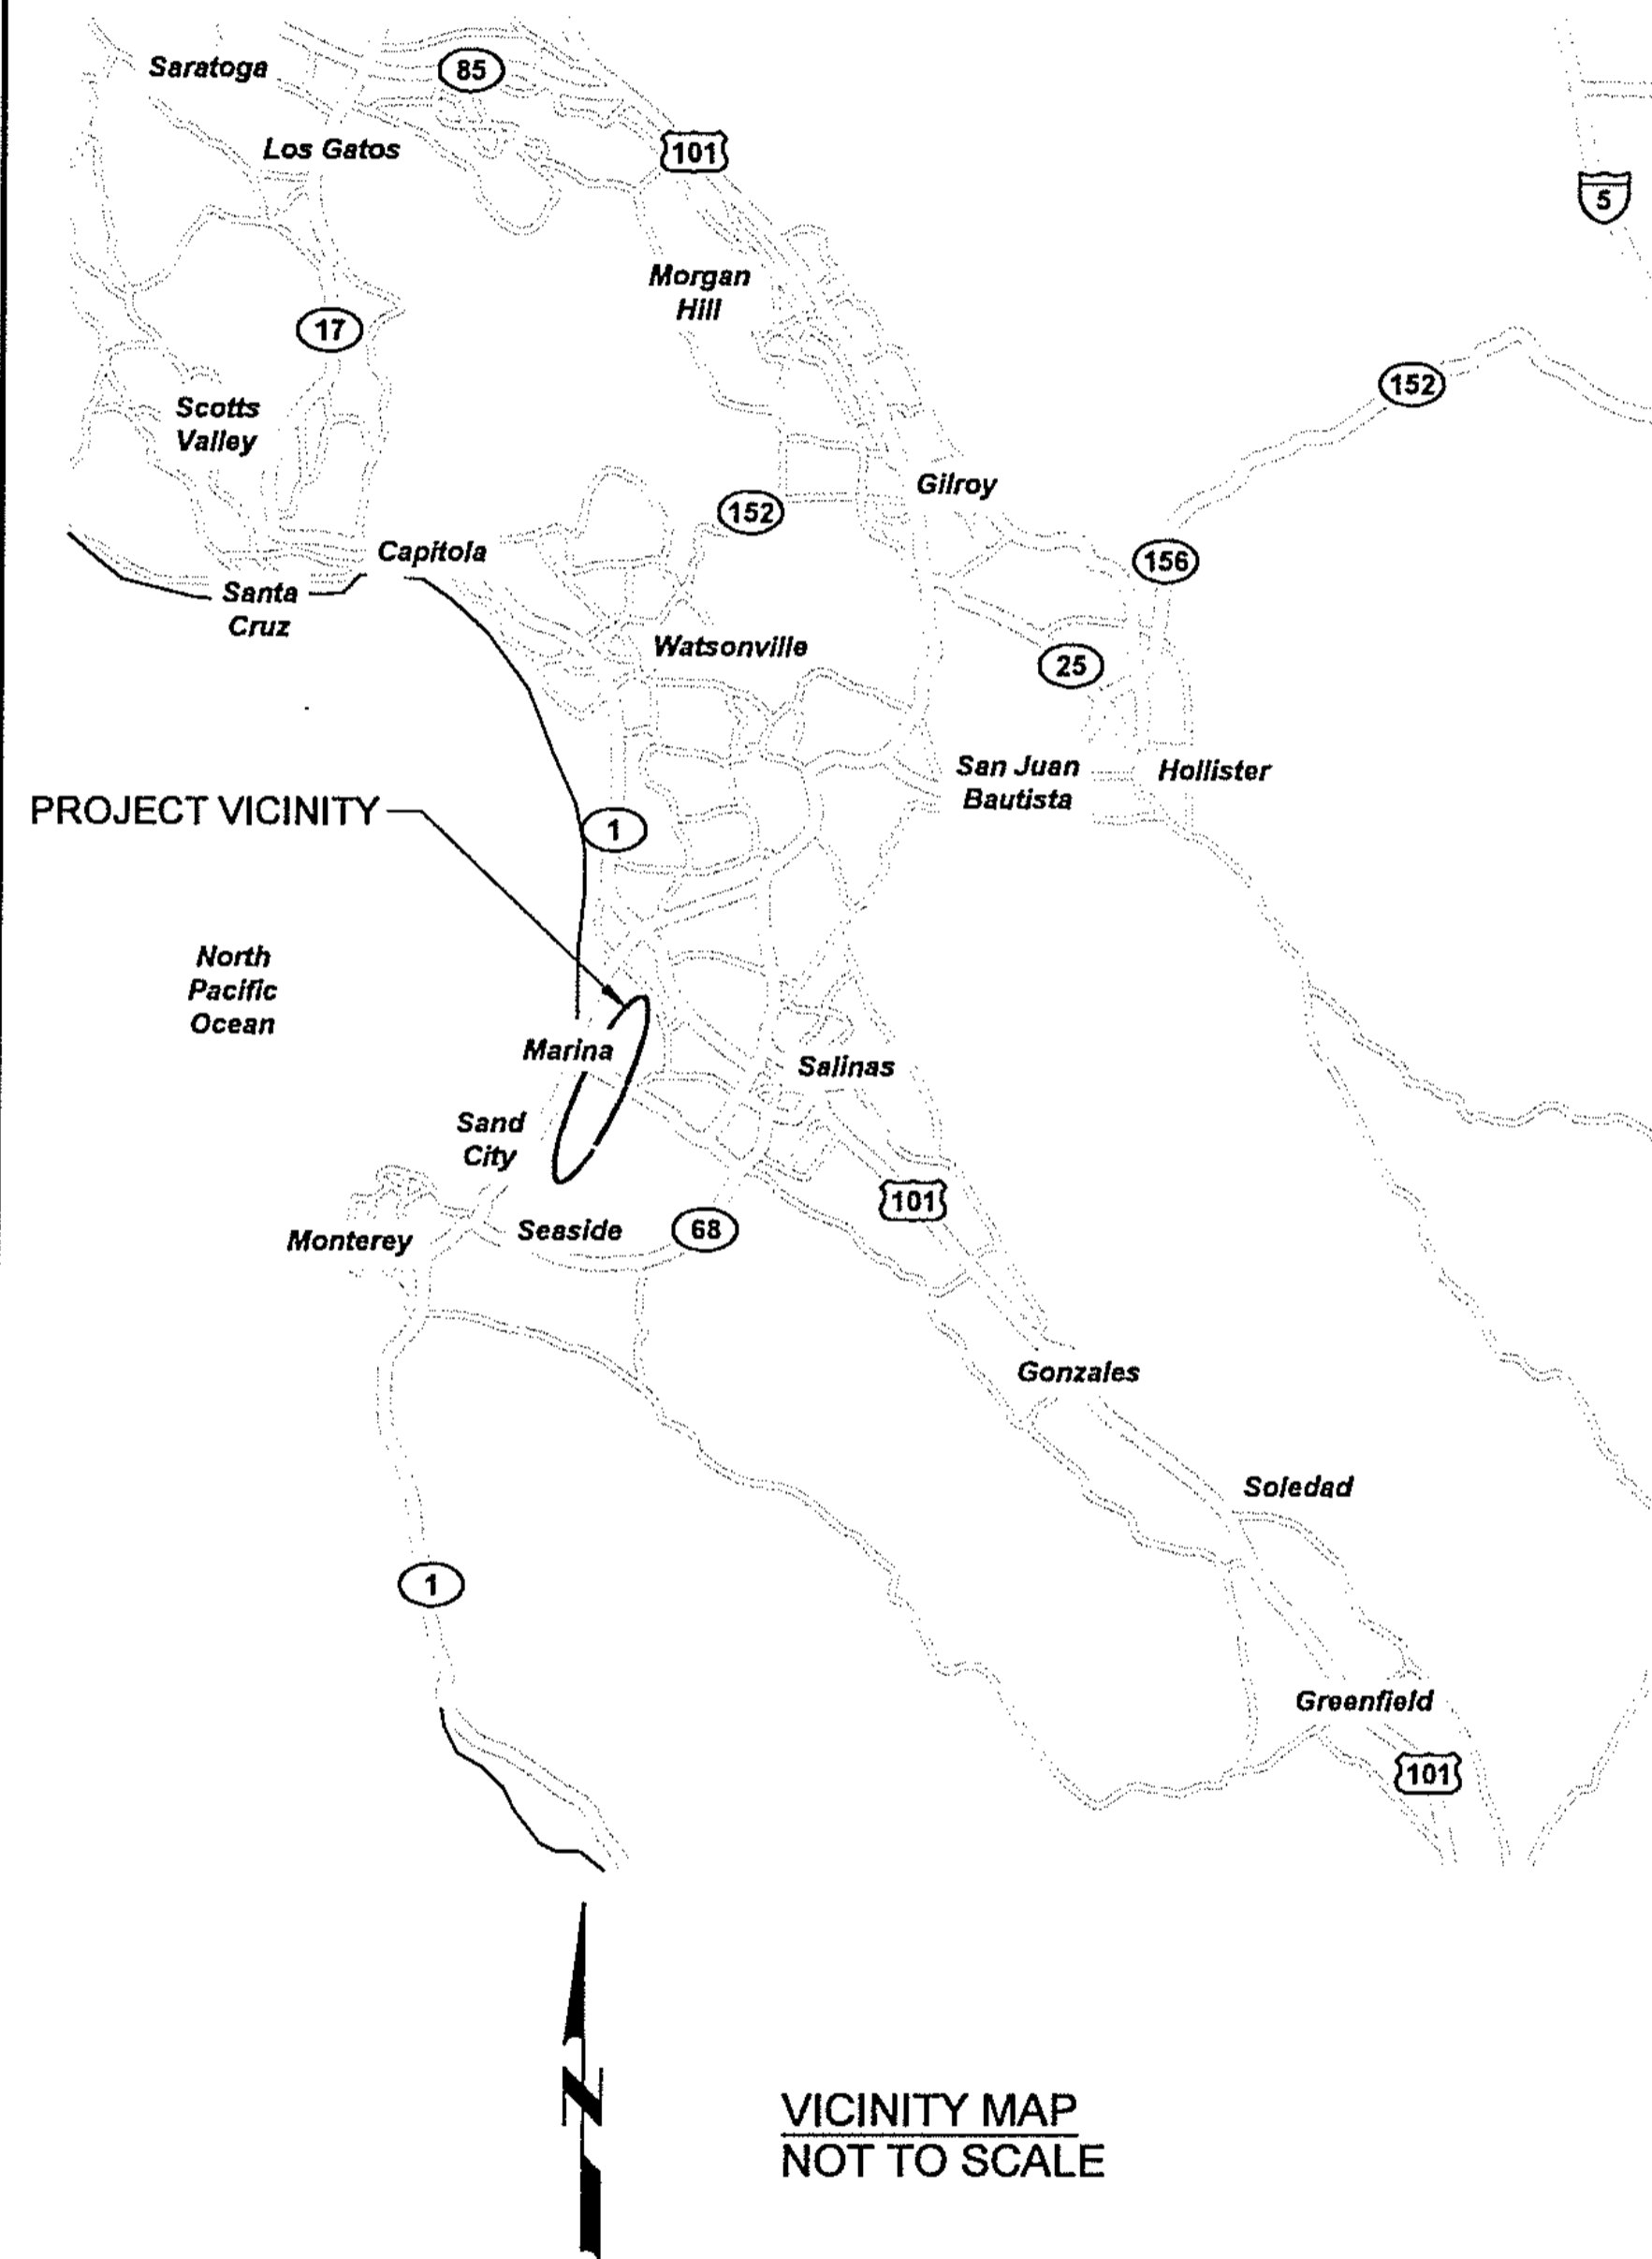 Saratoga
85
Los Gatos
101
5
Morgan
Hill
17
152
Scotts
Valley
Gilroy
152
Capitola
156
Santa
Cruz
Watsonville
25
San Juan
Bautista
Hollister
PROJECT VICINITY
1
North
Pacific
Ocean
Marina
Salinas
Sand
City
101
Monterey
Seaside
68
Gonzales
Soledad
1
Greenfield
101
N
VICINITY MAP
NOT TO SCALE